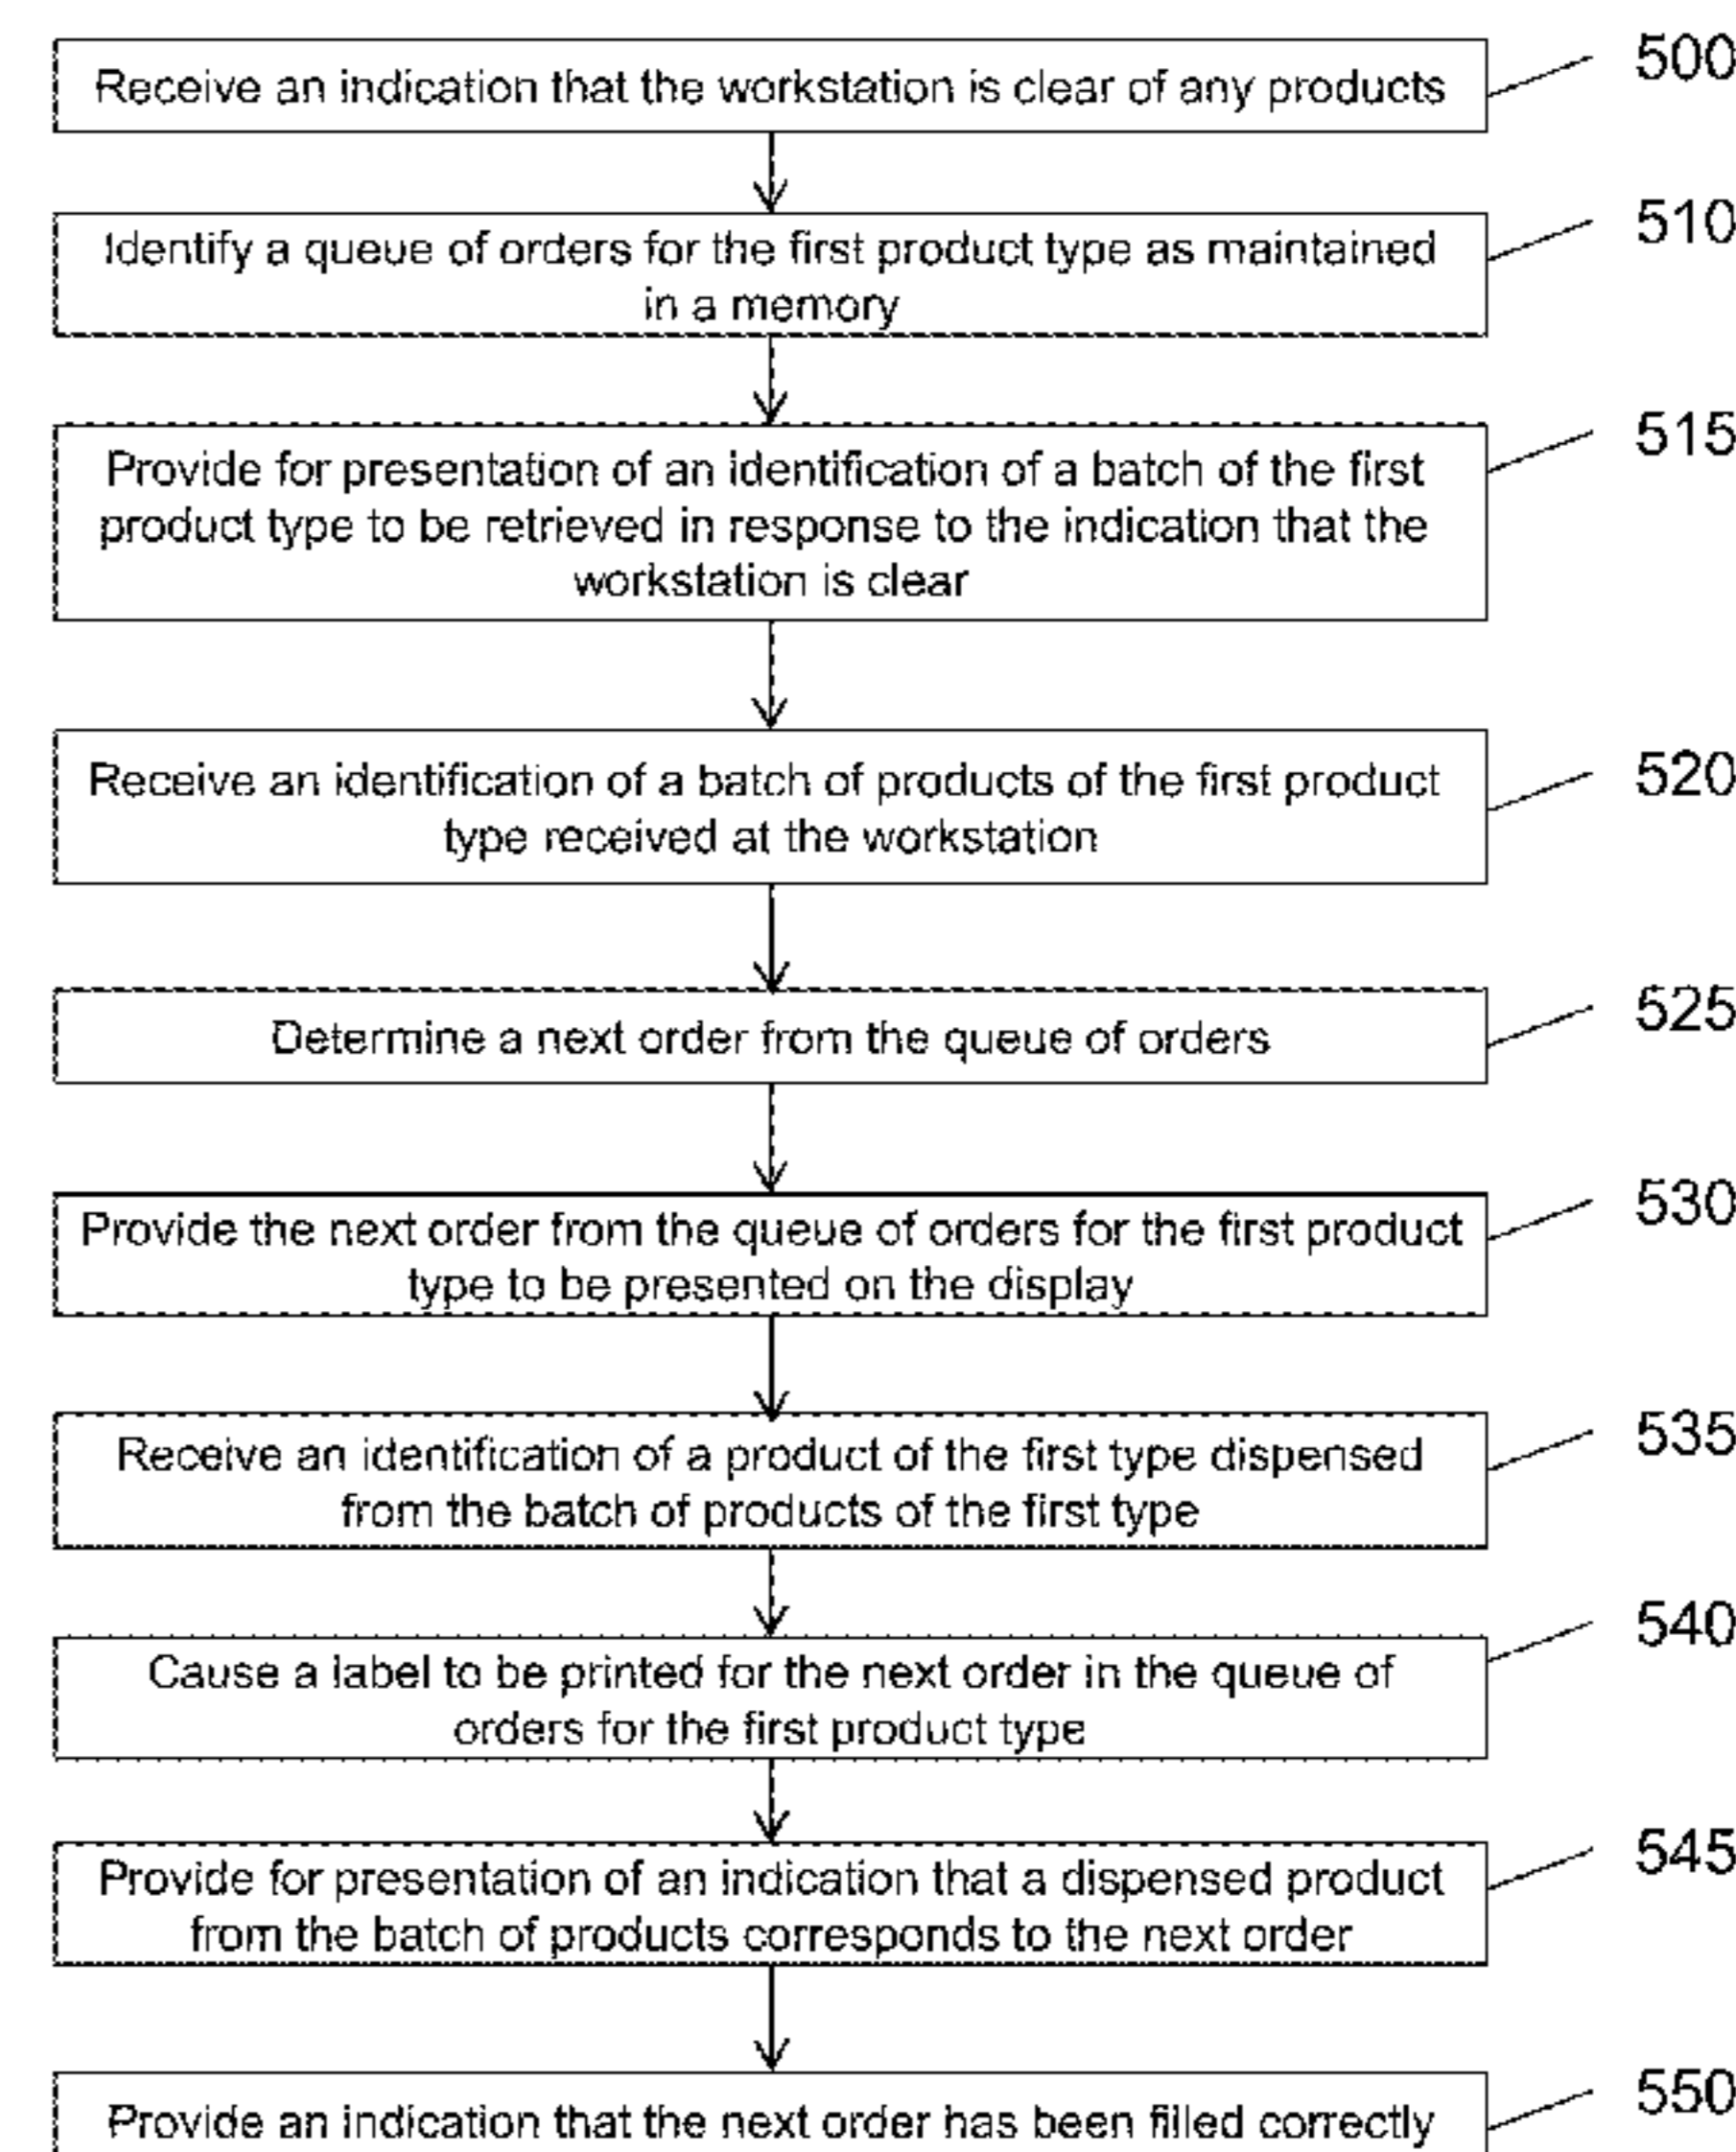 Receive an indication that the workstation is clear of any products
500
Identify a queue of orders for the first product type as maintained
in a memory
510
Provide for presentation of an identification of a batch of the first
product type to be retrieved in response to the indication that the
workstation is clear
515
Receive an identification of a batch of products of the first product
type received at the workstation
520
Determine a next order from the queue of orders
525
Provide the next order from the queue of orders for the first product
type to be presented on the display
530
Receive an identification of a product of the first type dispensed
from the batch of products of the first type
535
Cause a label to be printed for the next order in the queue of
orders for the first product type
540
Provide for presentation of an indication that a dispensed product
from the batch of products corresponds to the next order
545
Provide an indication that the next order has been filled correctly
550